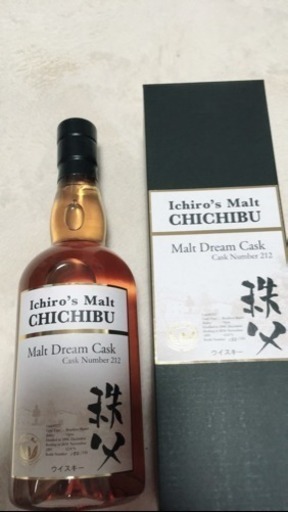 Ichiro's Malt
CHICHIBU
Malt Dream Cask
Cask Number 212
秩父
ウイスキー
Ichiro's Malt
CHICHIBU
Malt Dream Cask
Cask Number 212
秩父
ウイスキー